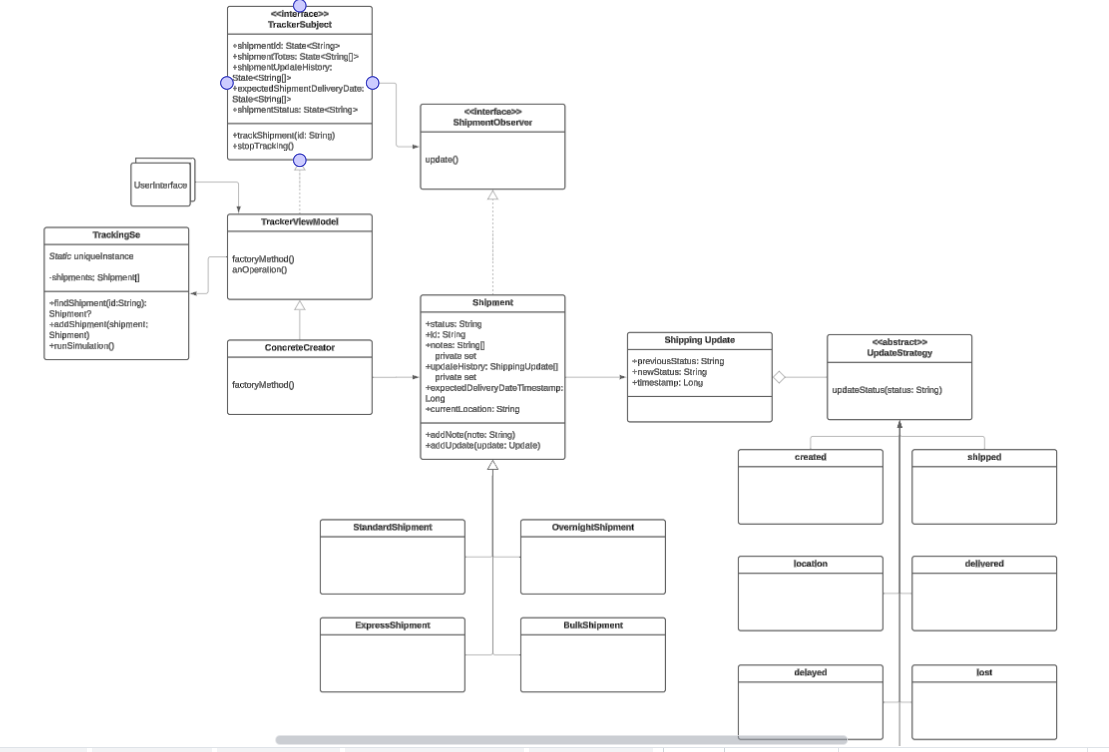 <<interface>>
TrackerSubject
+shipmentId: State<String>
+shipmentTotes: State<String[]>
+shipmentUpdateHistory:
State<String[]>
+expectedShipmentDeliveryDate:
State<String[]>
+shipmentStatus: State<String>
+trackShipment(id: String)
+stopTracking()
<<interface>>
ShipmentObserver
update()
UserInterface
TrackerViewModel
factoryMethod()
anOperation()
TrackingSe
Static uniqueInstance
-shipments: Shipment[]
+findShipment(id:String):
Shipment?
+addShipment(shipment:
Shipment)
+runSimulation()
ConcreteCreator
factoryMethod()
Shipment
+status: String
+id: String
+notes: String[]
private set
+updateHistory: ShippingUpdate[]
private set
+expectedDeliveryDateTimestamp:
Long
+currentLocation: String
+addNote(note: String)
+addUpdate(update: Update)
Shipping Update
+previousStatus: String
+newStatus: String
+timestamp: Long
<<abstract>>
UpdateStrategy
updateStatus(status: String)
created
shipped
location
delivered
delayed
lost
StandardShipment
OvernightShipment
ExpressShipment
BulkShipment